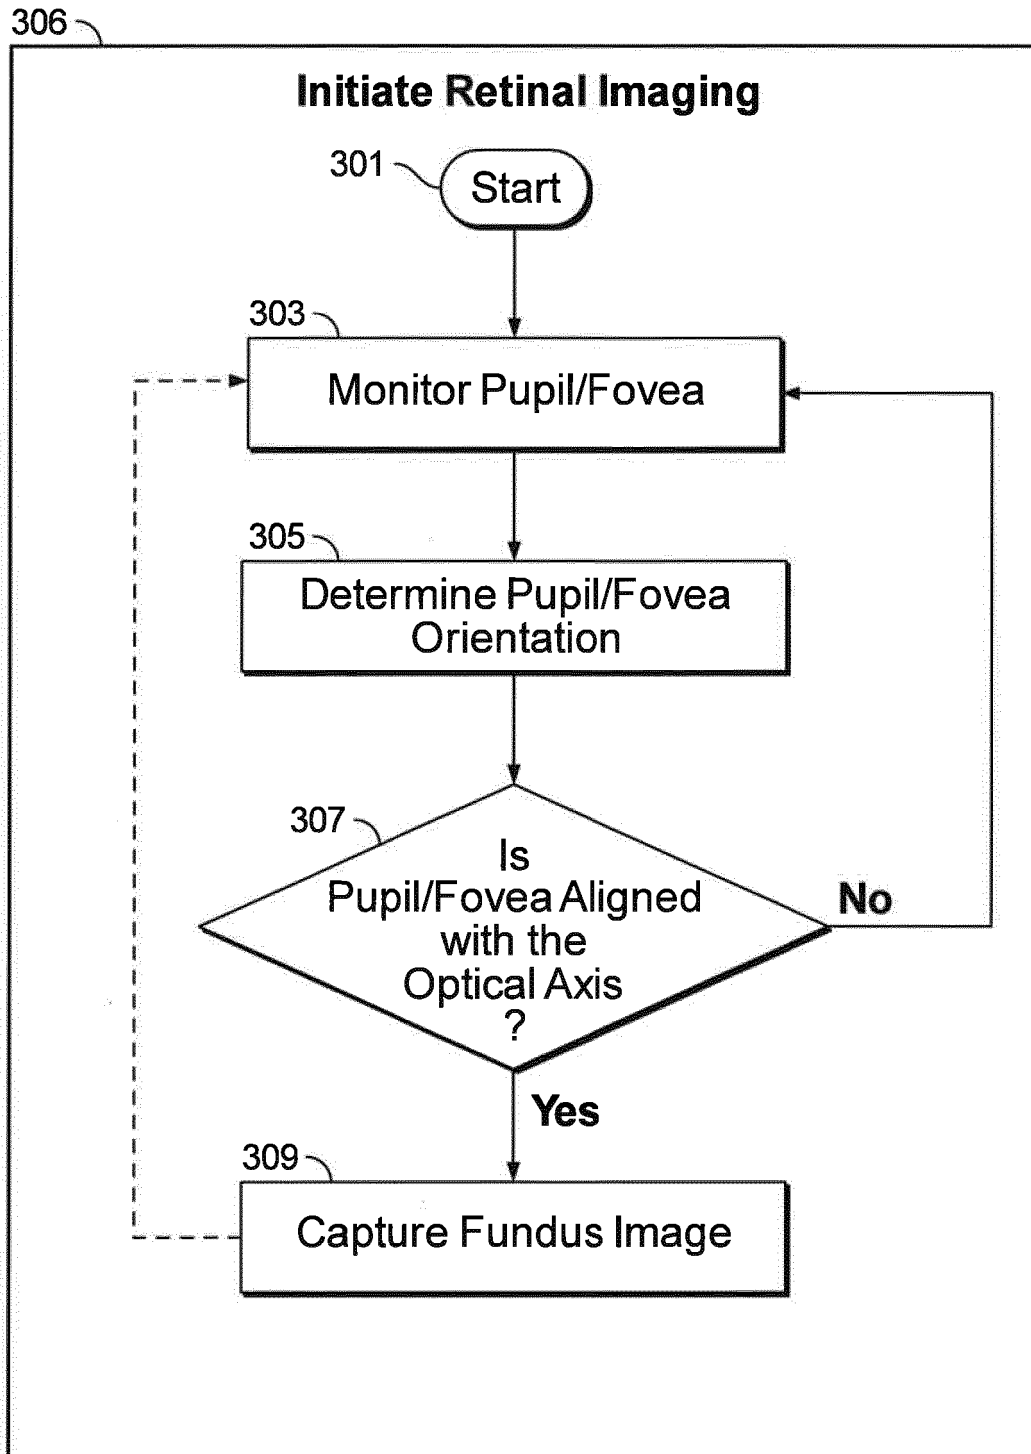 306
Initiate Retinal Imaging
301
Start
303
Monitor Pupil/Fovea
305
Determine Pupil/Fovea
Orientation
307
Is
Pupil/Fovea Aligned
with the
Optical Axis
?
No
Yes
309
Capture Fundus Image